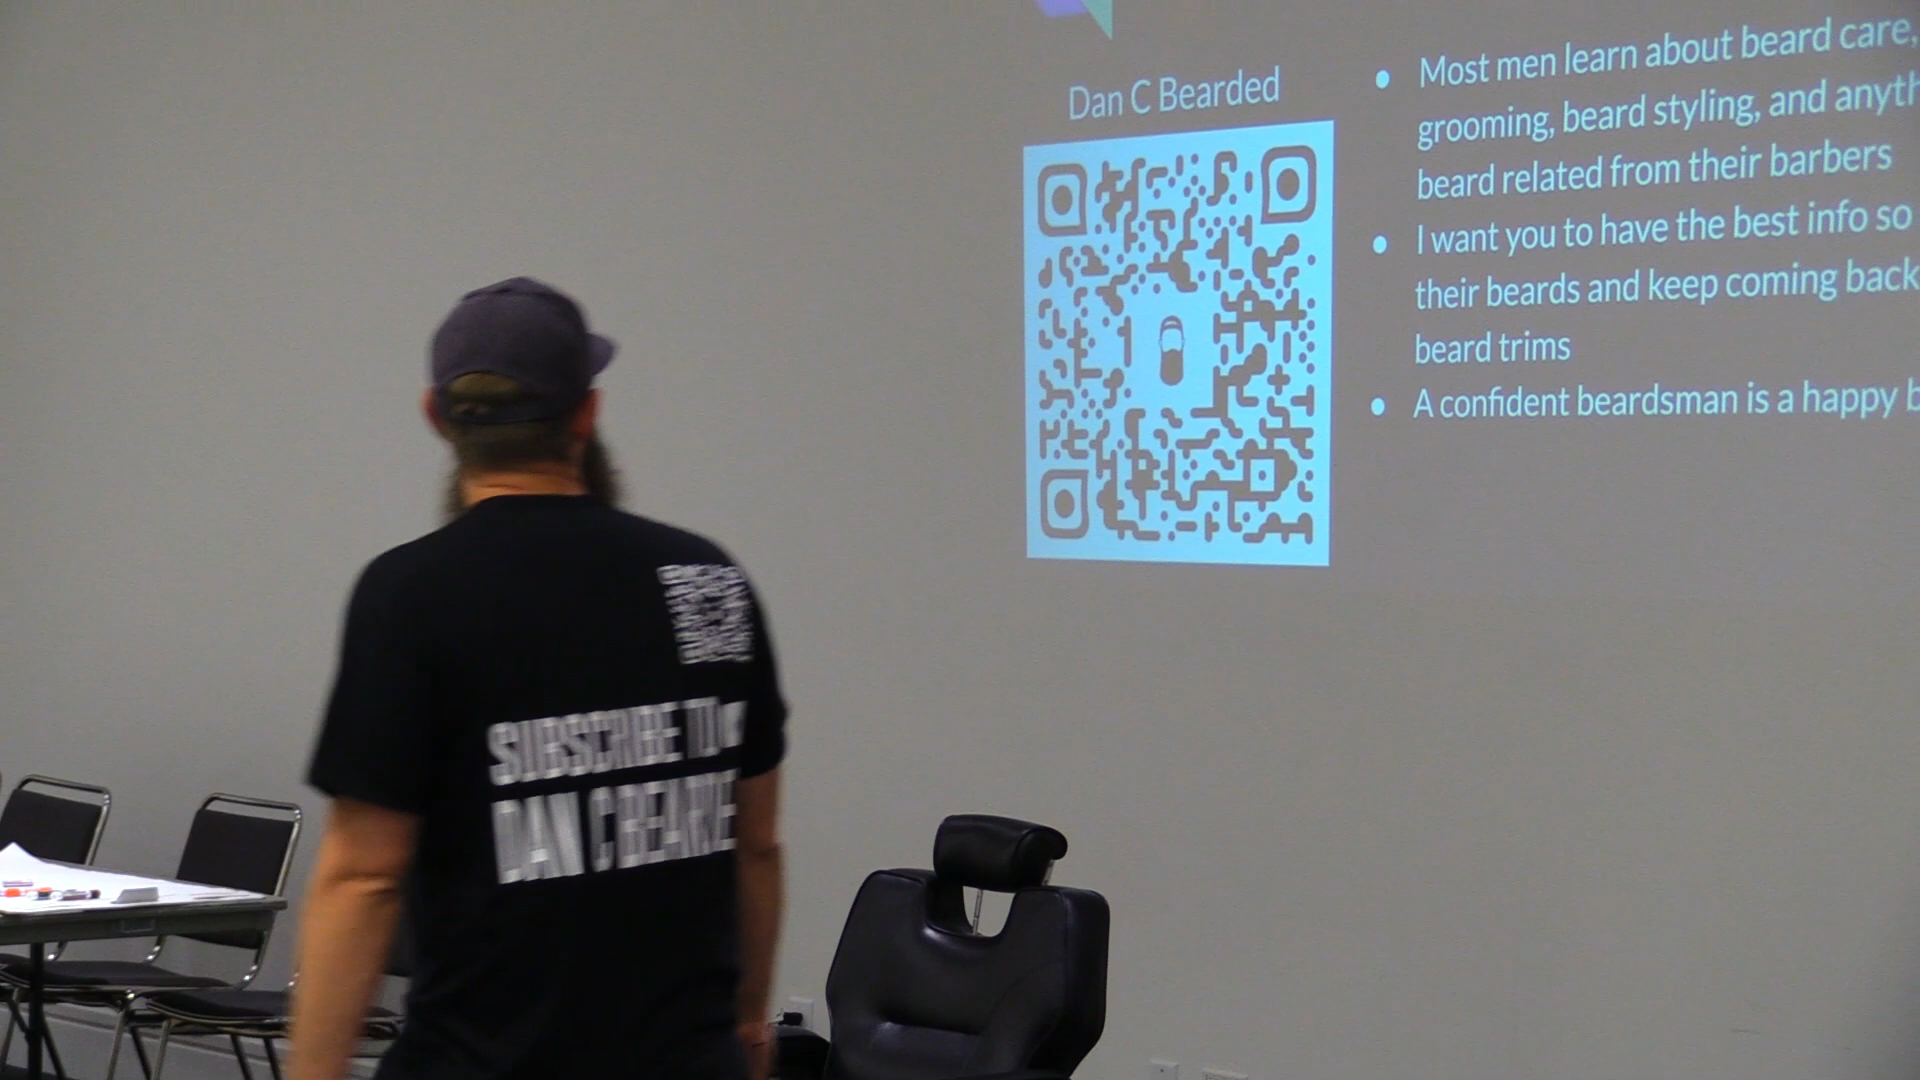 Dan C Bearded
Most men learn about beard care,
grooming, beard styling, and anyth
beard related from their barbers
I want you to have the best info so
their beards and keep coming back
beard trims
A confident beardsman is a happy b
SUBSCRIBE TO
DAN C BEARDE